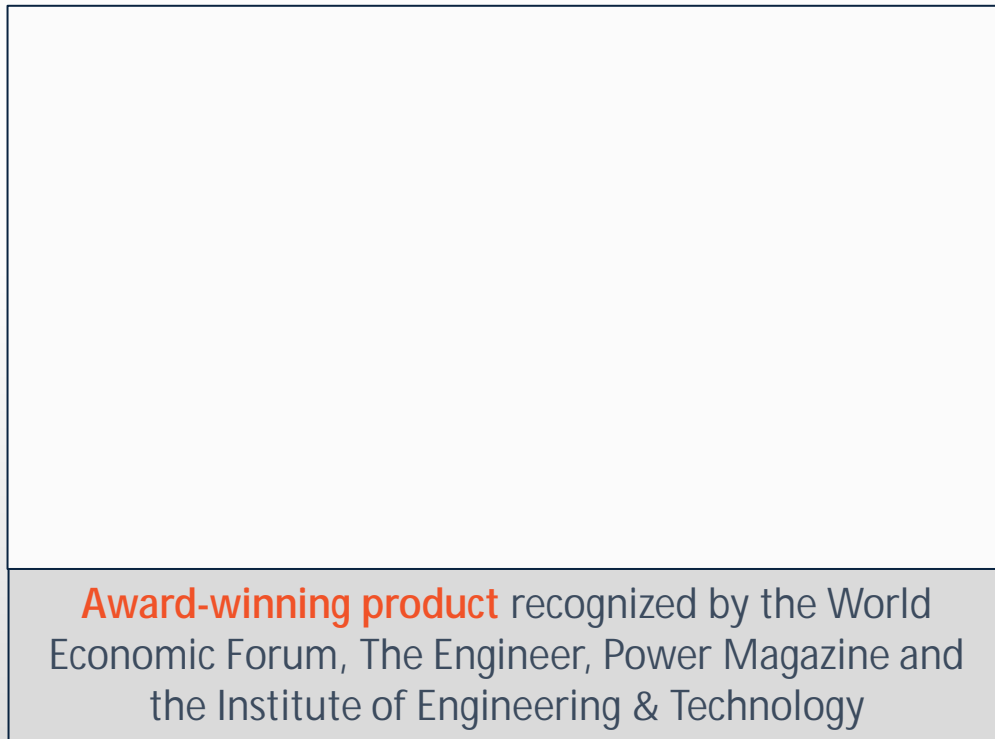 Award-winning product recognized by the World
Economic Forum, The Engineer, Power Magazine and
the Institute of Engineering & Technology